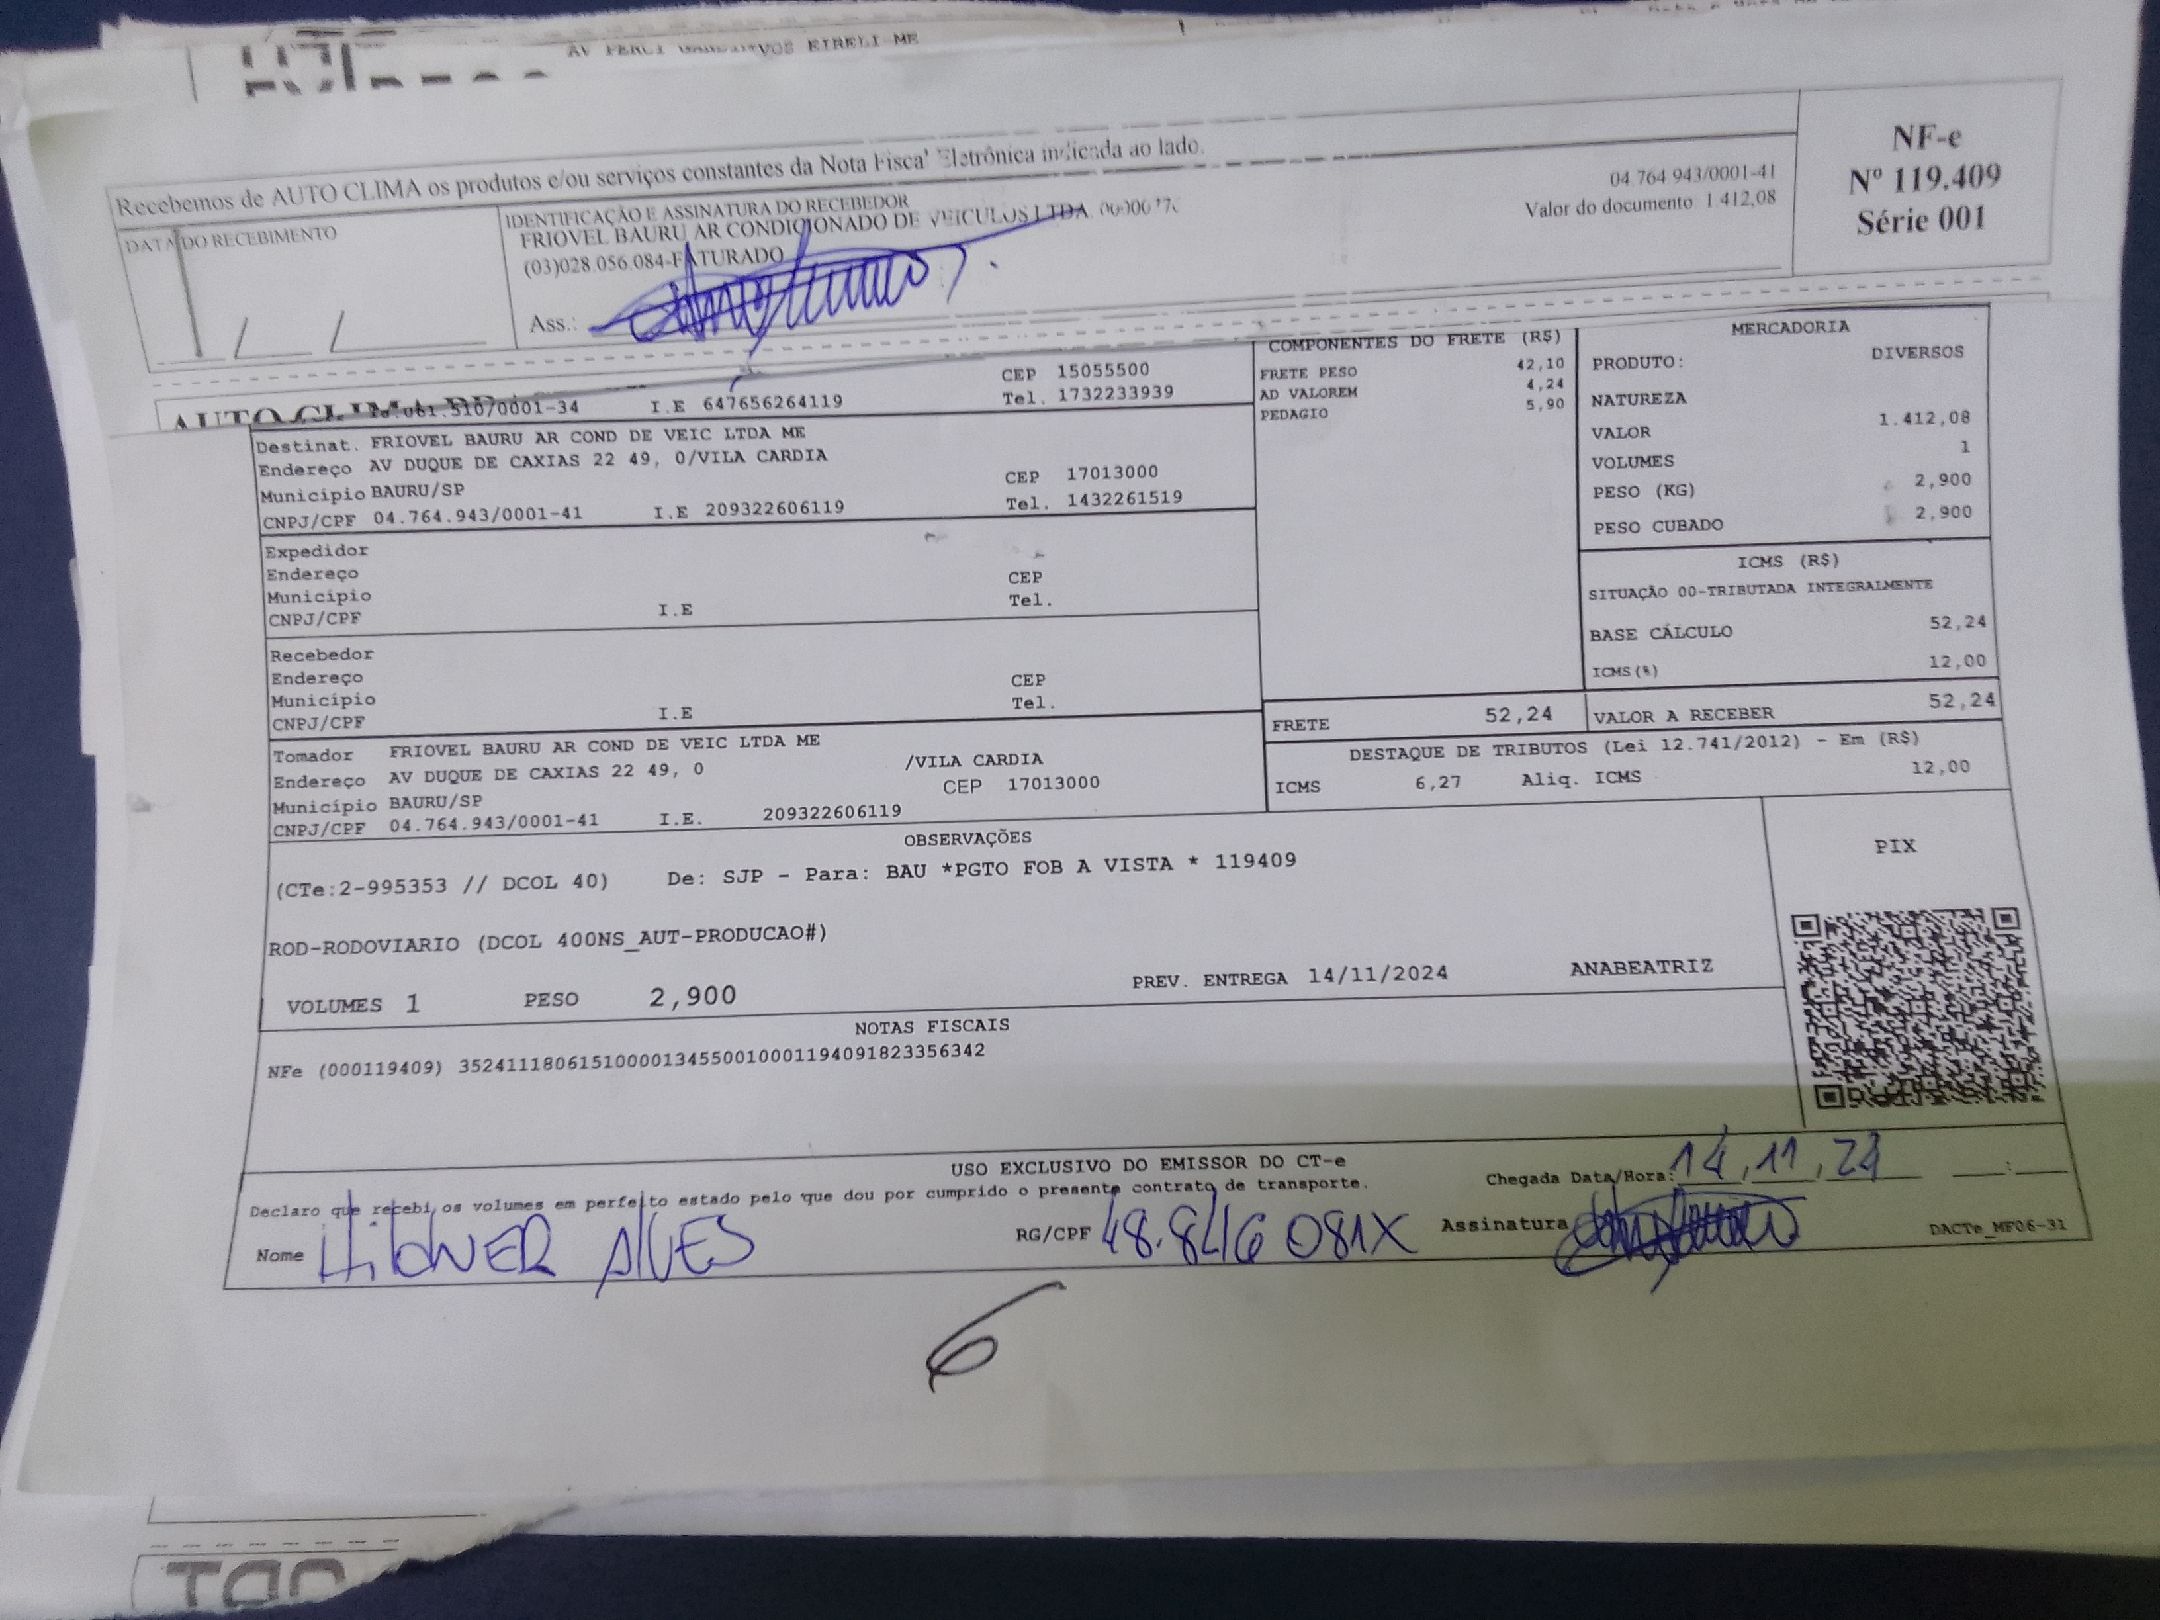 EIRELI ME
Recebemos de AUTO CLIMA os produtos e/ou serviços constantes da Nota Fiscal Eletrônica indicada ao lado.
NF-e
Nº 119.409
Série 001
04.764.943/0001-41
Valor do documento 1.412,08
DATA DO RECEBIMENTO
IDENTIFICAÇÃO E ASSINATURA DO RECEBEDOR
FRIOVEL BAURU AR CONDICIONADO DE VEICULOS LTDA.
(03)028.056.084-FATURADO
Ass.:
AUTO CLIMA
.510/0001-34 I.E 647656264119
CEP 15055500
Tel. 1732233939
Destinat. FRIOVEL BAURU AR COND DE VEIC LTDA ME
Endereço AV DUQUE DE CAXIAS 22 49, 0/VILA CARDIA
Município BAURU/SP CEP 17013000
CNPJ/CPF 04.764.943/0001-41 I.E 209322606119 Tel. 1432261519
Expedidor
Endereço
Município CEP
CNPJ/CPF I.E Tel.
Recebedor
Endereço
Município CEP
CNPJ/CPF I.E Tel.
Tomador FRIOVEL BAURU AR COND DE VEIC LTDA ME
Endereço AV DUQUE DE CAXIAS 22 49, 0 /VILA CARDIA
Município BAURU/SP CEP 17013000
CNPJ/CPF 04.764.943/0001-41 I.E. 209322606119
COMPONENTES DO FRETE (R$)
FRETE PESO 42,10
AD VALOREM 4,24
PEDAGIO 5,90
MERCADORIA
PRODUTO: DIVERSOS
NATUREZA
VALOR 1.412,08
VOLUMES 1
PESO (KG) 2,900
PESO CUBADO 2,900
ICMS (R$)
SITUAÇÃO 00-TRIBUTADA INTEGRALMENTE
BASE CÁLCULO 52,24
ICMS(%) 12,00
FRETE 52,24 VALOR A RECEBER 52,24
DESTAQUE DE TRIBUTOS (Lei 12.741/2012) - Em (R$)
ICMS 6,27 Aliq. ICMS 12,00
OBSERVAÇÕES
(CTe:2-995353 // DCOL 40) De: SJP - Para: BAU *PGTO FOB A VISTA * 119409
ROD-RODOVIARIO (DCOL 400NS_AUT-PRODUCAO#)
VOLUMES 1 PESO 2,900 PREV. ENTREGA 14/11/2024 ANABEATRIZ
PIX
NOTAS FISCAIS
NFe (000119409) 35241118061510000134550010001194091823356342
USO EXCLUSIVO DO EMISSOR DO CT-e
Declaro que recebi os volumes em perfeito estado pelo que dou por cumprido o presente contrato de transporte.
Chegada Data/Hora: 14,11,24 :
Nome HiloNER AlVES RG/CPF 48.846 081X Assinatura
DACTe_MF06-31
6